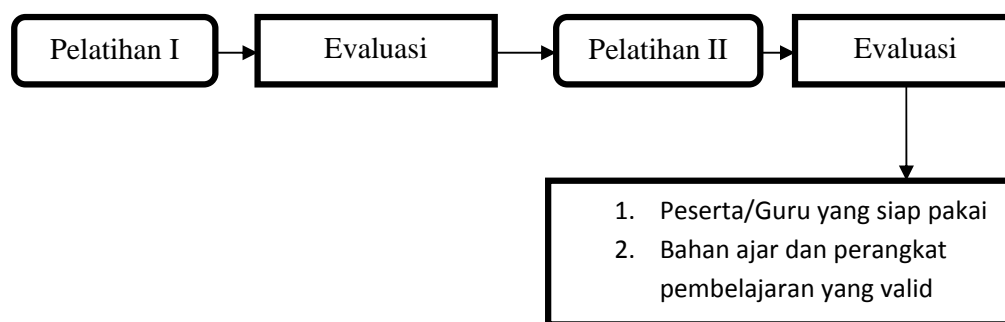 Pelatihan I
Evaluasi
Pelatihan II
Evaluasi
1. Peserta/Guru yang siap pakai
2. Bahan ajar dan perangkat
pembelajaran yang valid